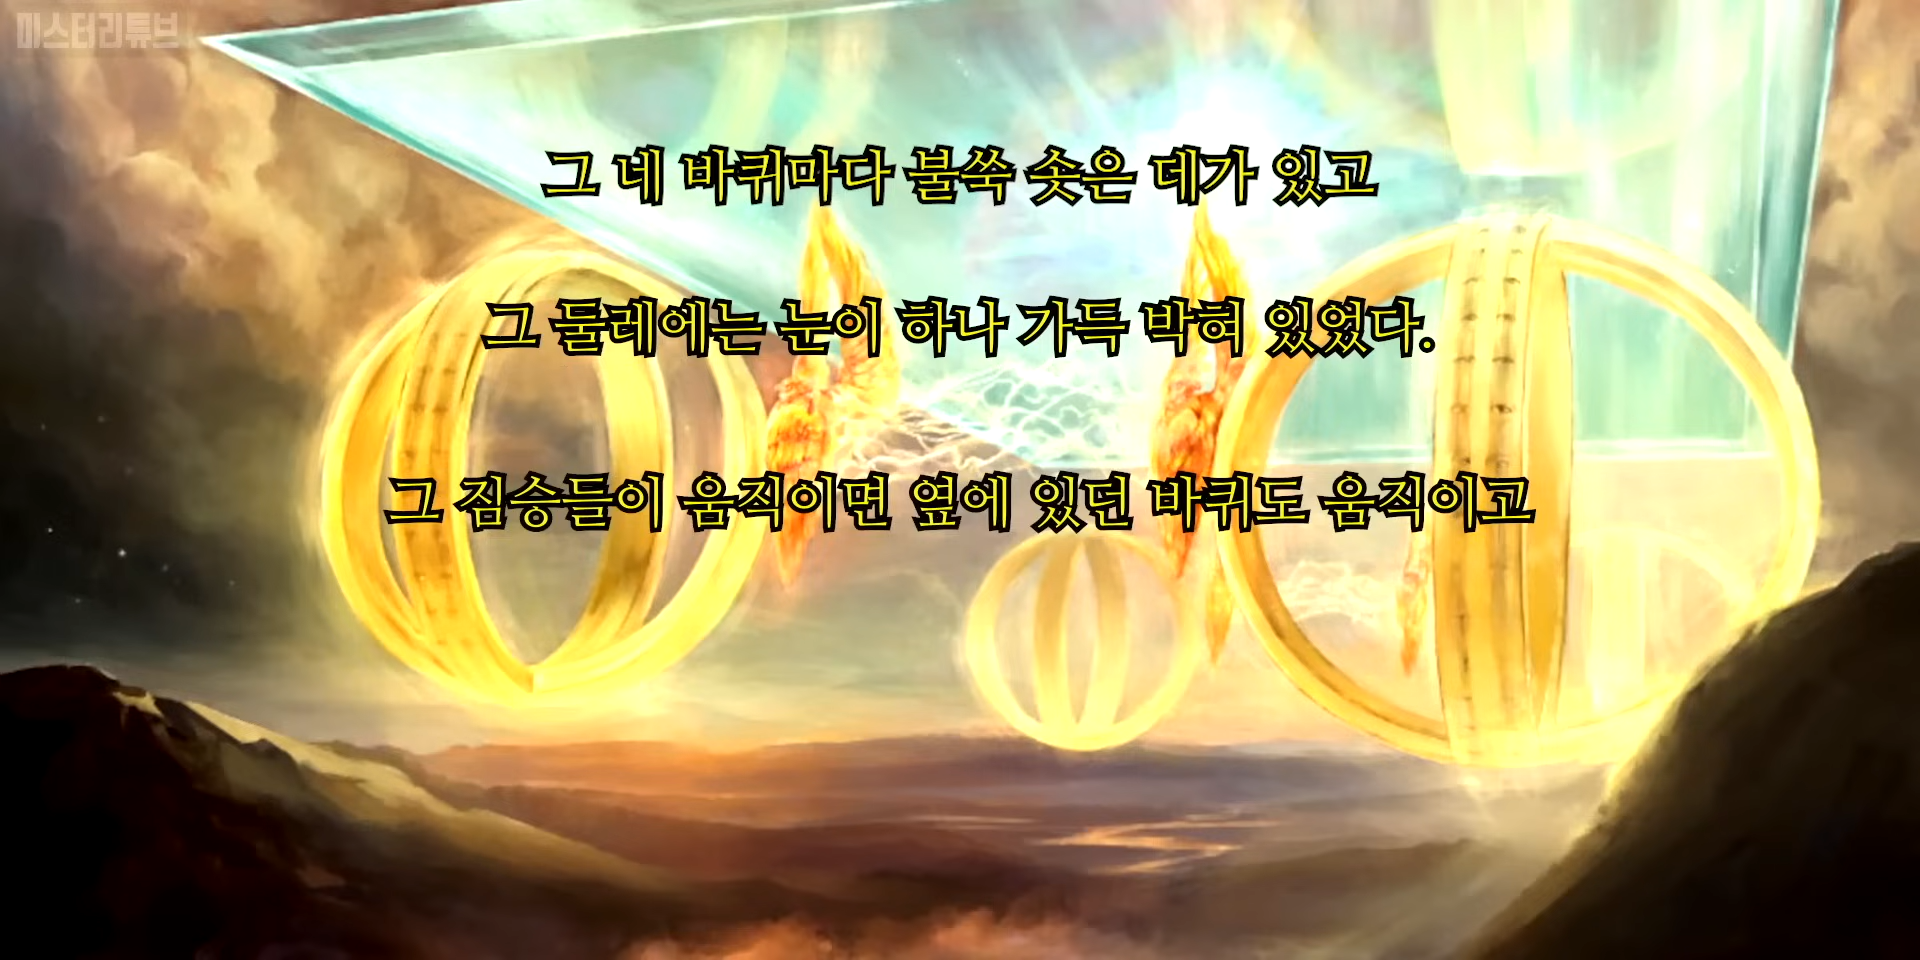 미스터리튜브
그 네 바퀴마다 불쑥 솟은 데가 있고
그 둘레에는 눈이 하나 가득 박혀 있었다.
그 짐승들이 움직이면 옆에 있던 바퀴도 움직이고